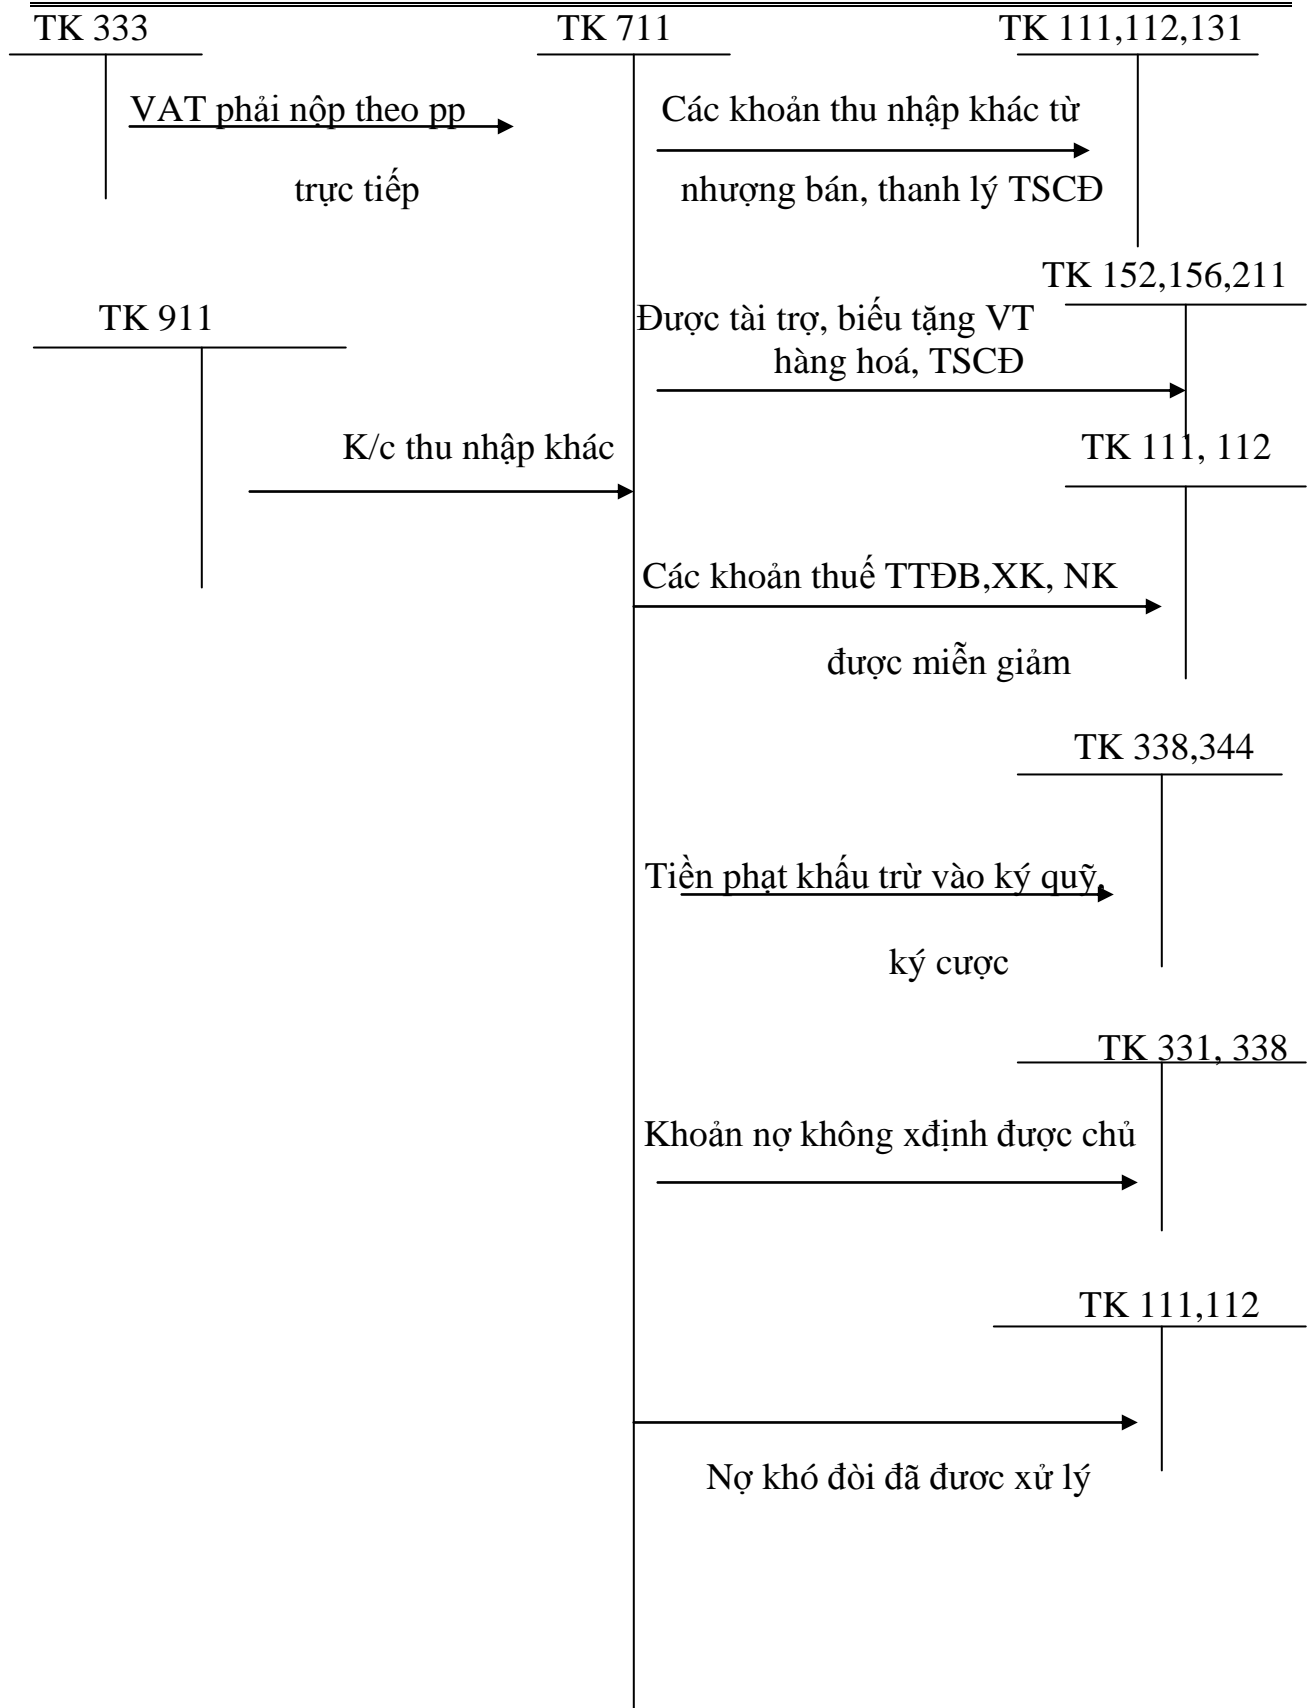 TK 333
TK 711
TK 111,112,131
VAT phải nộp theo pp
trực tiếp
Các khoản thu nhập khác từ
nhượng bán, thanh lý TSCĐ
TK 152,156,211
TK 911
Được tài trợ, biếu tặng VT
hàng hoá, TSCĐ
K/c thu nhập khác
TK 111, 112
Các khoản thuế TTĐB,XK, NK
được miễn giảm
TK 338,344
Tiền phạt khấu trừ vào ký quỹ,
ký cược
TK 331, 338
Khoản nợ không xđịnh được chủ
TK 111,112
Nợ khó đòi đã đươc xử lý